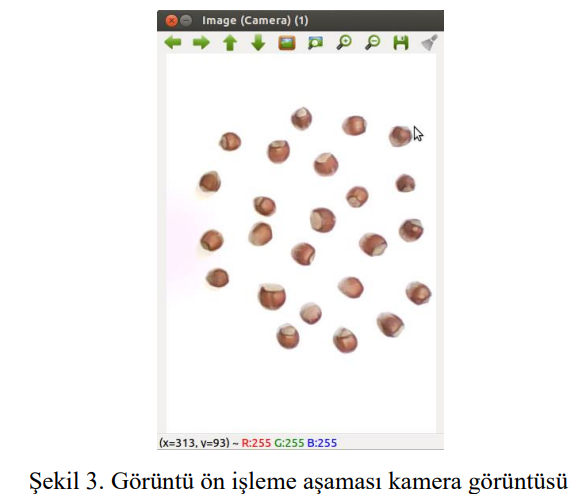 Image (Camera) (1)
(x=313, y=93) ~ R:255 G:255 B:255
Şekil 3. Görüntü ön işleme aşaması kamera görüntüsü